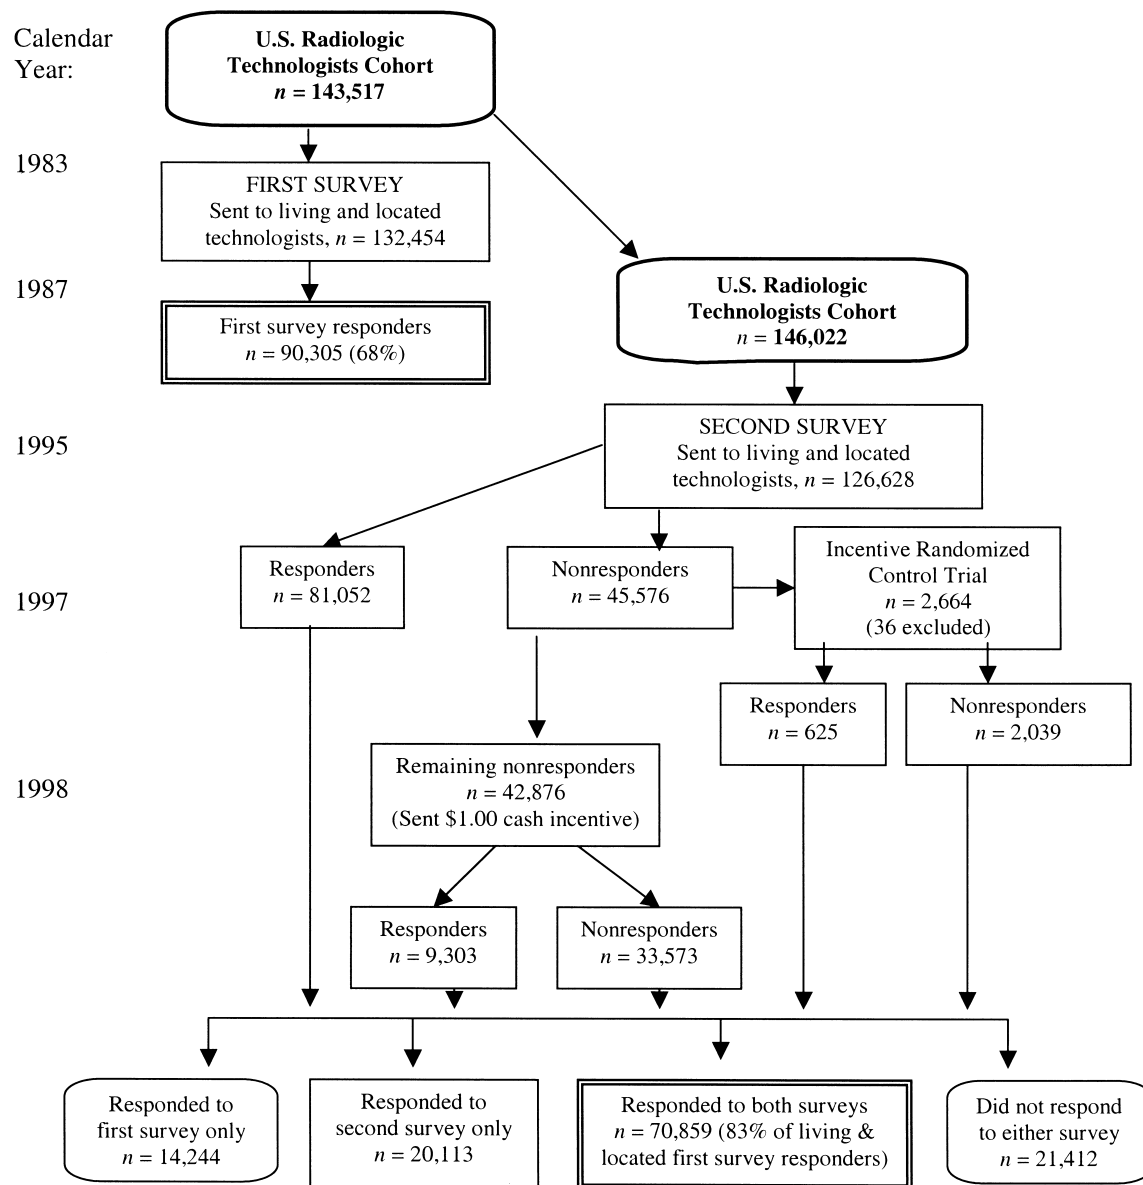 Calendar
Year:
U.S. Radiologic
Technologists Cohort
n = 143,517
1983
FIRST SURVEY
Sent to living and located
technologists, n = 132,454
1987
First survey responders
n = 90,305 (68%)
U.S. Radiologic
Technologists Cohort
n = 146,022
1995
SECOND SURVEY
Sent to living and located
technologists, n = 126,628
1997
Responders
n = 81,052
Nonresponders
n = 45,576
Incentive Randomized
Control Trial
n = 2,664
(36 excluded)
Responders
n = 625
Nonresponders
n = 2,039
1998
Remaining nonresponders
n = 42,876
(Sent $1.00 cash incentive)
Responders
n = 9,303
Nonresponders
n = 33,573
Responded to
first survey only
n = 14,244
Responded to
second survey only
n = 20,113
Responded to both surveys
n = 70,859 (83% of living &
located first survey responders)
Did not respond
to either survey
n = 21,412